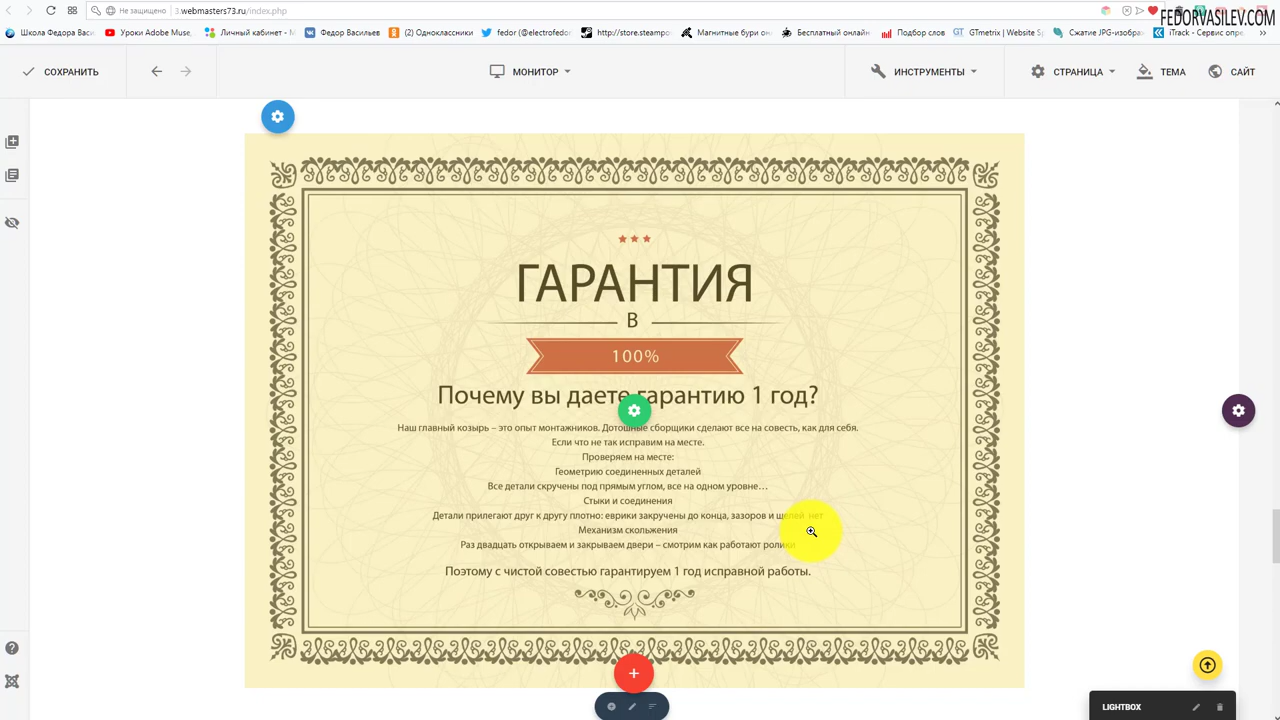 FEDORVASILEV.COM
Не защищено 3.webmasters73.ru/index.php
Школа Федора Васи Уроки Adobe Muse, Личный кабинет - М Федор Васильев (2) Одноклассники fedor (@electrofedor http://store.steampo Магнитные бури он Бесплатный онлайн Подбор слов GTmetrix | Website S Сжатие JPG-изобра iTrack - Сервис опре »
СОХРАНИТЬ МОНИТОР ИНСТРУМЕНТЫ СТРАНИЦА ТЕМА САЙТ
ГАРАНТИЯ
В
100%
Почему вы даете гарантию 1 год?
Наш главный козырь – это опыт монтажников. Дотошные сборщики сделают все на совесть, как для себя.
Если что не так исправим на месте.
Проверяем на месте:
Геометрию соединенных деталей
Все детали скручены под прямым углом, все на одном уровне…
Стыки и соединения
Детали прилегают друг к другу плотно: еврики закручены до конца, зазоров и щелей нет
Механизм скольжения
Раз двадцать открываем и закрываем двери – смотрим как работают ролики
Поэтому с чистой совестью гарантируем 1 год исправной работы.
LIGHTBOX